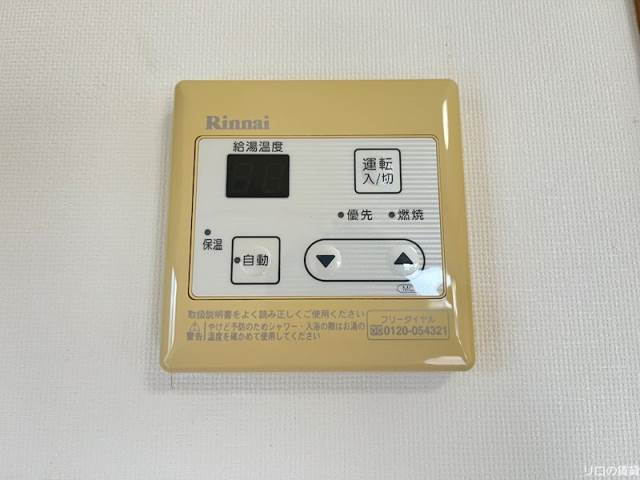 Rinnai
給湯温度
運転
入/切
優先
燃焼
保温
自動
取扱説明書をよく読み正しくご使用ください
警告
やけど予防のためシャワー・入浴の際はお湯の
温度を確かめて使用してください
フリーダイヤル
0120-054321
リロの賃貸